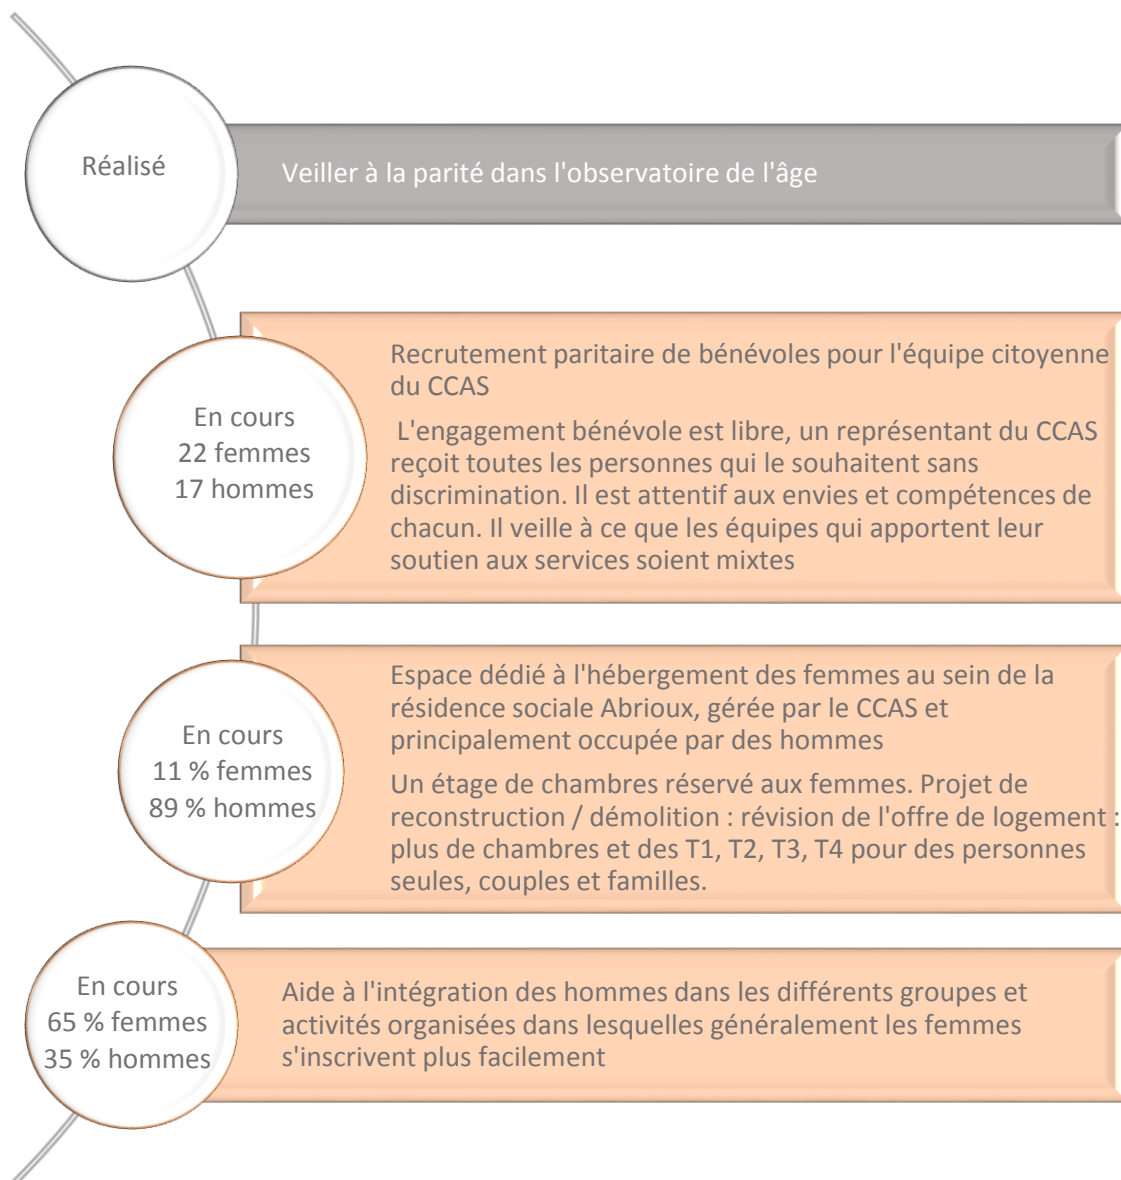 Réalisé
Veiller à la parité dans l'observatoire de l'âge
En cours
22 femmes
17 hommes
Recrutement paritaire de bénévoles pour l'équipe citoyenne
du CCAS
L'engagement bénévole est libre, un représentant du CCAS
reçoit toutes les personnes qui le souhaitent sans
discrimination. Il est attentif aux envies et compétences de
chacun. Il veille à ce que les équipes qui apportent leur
soutien aux services soient mixtes
En cours
11 % femmes
89 % hommes
Espace dédié à l'hébergement des femmes au sein de la
résidence sociale Abrioux, gérée par le CCAS et
principalement occupée par des hommes
Un étage de chambres réservé aux femmes. Projet de
reconstruction / démolition : révision de l'offre de logement :
plus de chambres et des T1, T2, T3, T4 pour des personnes
seules, couples et familles.
En cours
65 % femmes
35 % hommes
Aide à l'intégration des hommes dans les différents groupes et
activités organisées dans lesquelles généralement les femmes
s'inscrivent plus facilement